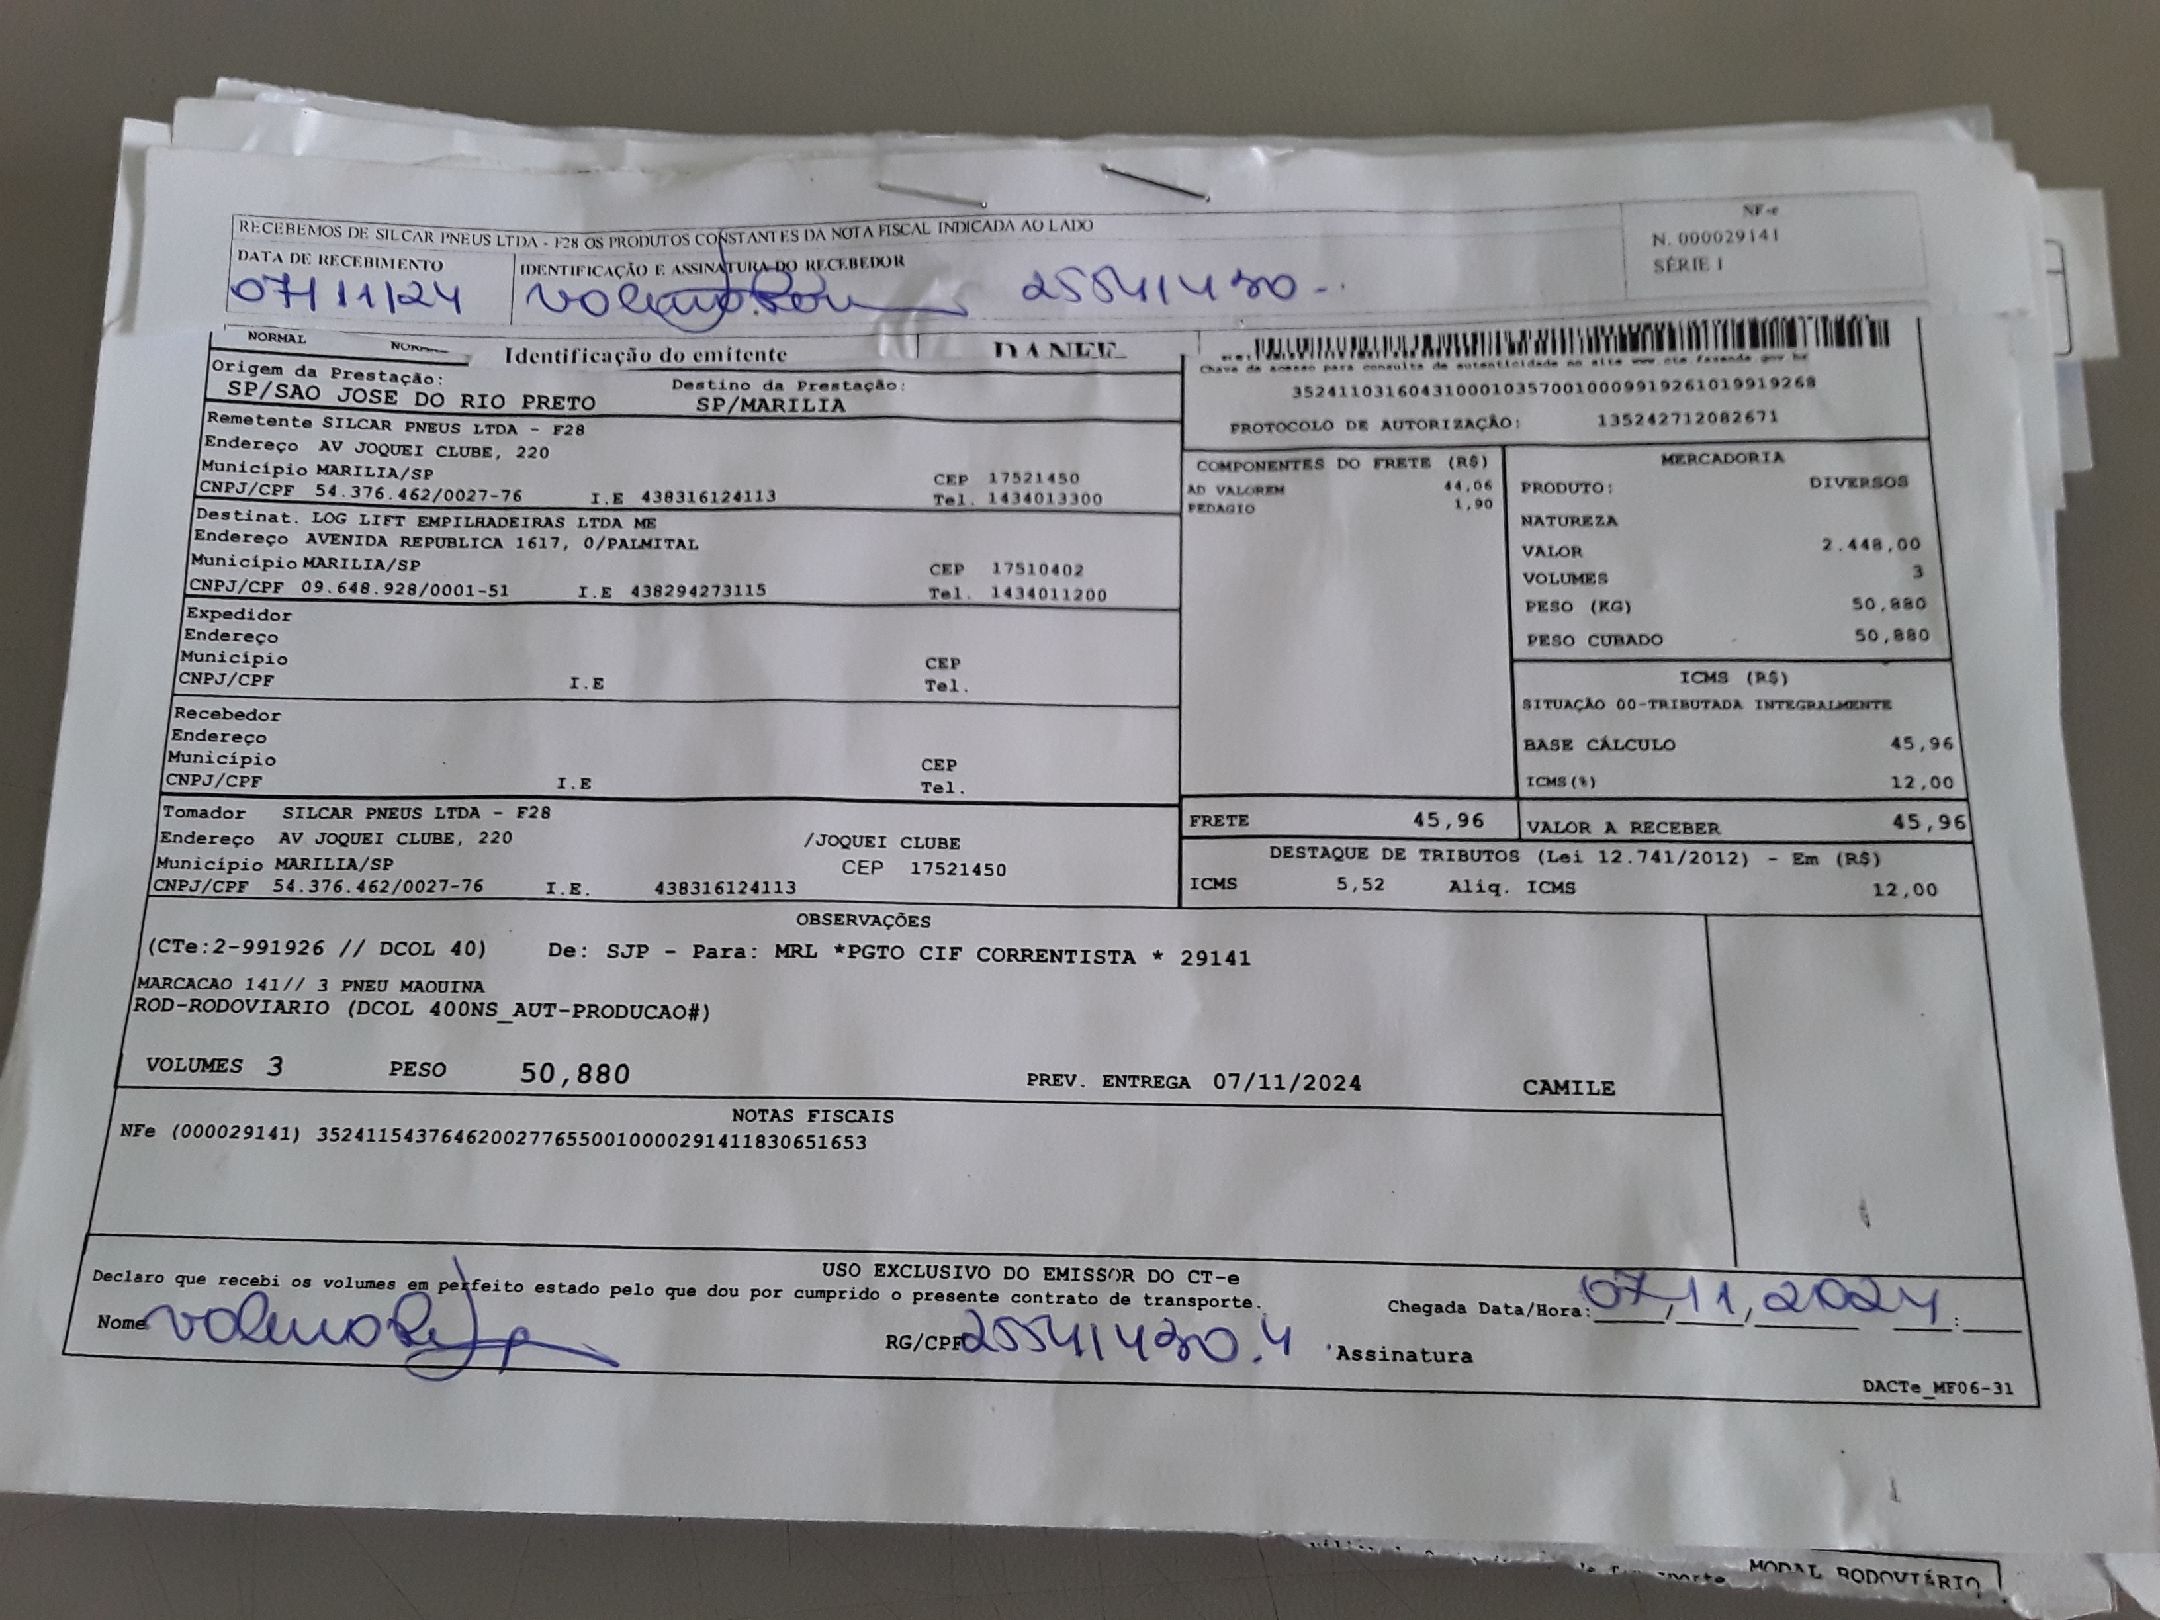 RECEBEMOS DE SILCAR PNEUS LTDA - F28 OS PRODUTOS CONSTANTES DA NOTA FISCAL INDICADA AO LADO
NF-e
N. 000029141
SÉRIE 1
DATA DE RECEBIMENTO
07/11/24
IDENTIFICAÇÃO E ASSINATURA DO RECEBEDOR
25541430-
NORMAL
Identificação do emitente
DANFE
Chave de acesso para consulta de autenticidade no site www.cte.fazenda.gov.br
35241103160431000103570010009919261019919268
PROTOCOLO DE AUTORIZAÇÃO: 135242712082671
Origem da Prestação:
SP/SAO JOSE DO RIO PRETO
Destino da Prestação:
SP/MARILIA
Remetente SILCAR PNEUS LTDA - F28
Endereço AV JOQUEI CLUBE, 220
Município MARILIA/SP CEP 17521450
CNPJ/CPF 54.376.462/0027-76 I.E 438316124113 Tel. 1434013300
Destinat. LOG LIFT EMPILHADEIRAS LTDA ME
Endereço AVENIDA REPUBLICA 1617, 0/PALMITAL
Município MARILIA/SP CEP 17510402
CNPJ/CPF 09.648.928/0001-51 I.E 438294273115 Tel. 1434011200
Expedidor
Endereço
Município CEP
CNPJ/CPF I.E Tel.
Recebedor
Endereço
Município CEP
CNPJ/CPF I.E Tel.
Tomador SILCAR PNEUS LTDA - F28
Endereço AV JOQUEI CLUBE, 220 /JOQUEI CLUBE
Município MARILIA/SP CEP 17521450
CNPJ/CPF 54.376.462/0027-76 I.E. 438316124113
COMPONENTES DO FRETE (R$)
AD VALOREM 44,06
PEDAGIO 1,90
MERCADORIA
PRODUTO: DIVERSOS
NATUREZA
VALOR 2.448,00
VOLUMES 3
PESO (KG) 50,880
PESO CUBADO 50,880
ICMS (R$)
SITUAÇÃO 00-TRIBUTADA INTEGRALMENTE
BASE CÁLCULO 45,96
ICMS(%) 12,00
FRETE 45,96
VALOR A RECEBER 45,96
DESTAQUE DE TRIBUTOS (Lei 12.741/2012) - Em (R$)
ICMS 5,52 Aliq. ICMS 12,00
OBSERVAÇÕES
(CTe:2-991926 // DCOL 40) De: SJP - Para: MRL *PGTO CIF CORRENTISTA * 29141
MARCACAO 141// 3 PNEU MAQUINA
ROD-RODOVIARIO (DCOL 400NS_AUT-PRODUCAO#)
VOLUMES 3 PESO 50,880 PREV. ENTREGA 07/11/2024 CAMILE
NOTAS FISCAIS
NFe (000029141) 35241154376462002776550010000291411830651653
USO EXCLUSIVO DO EMISSOR DO CT-e
Declaro que recebi os volumes em perfeito estado pelo que dou por cumprido o presente contrato de transporte.
Chegada Data/Hora: 07/11/2024 :
Nome
RG/CPF 25541430.4
Assinatura
DACTe_MF06-31
MODAL RODOVIÁRIO